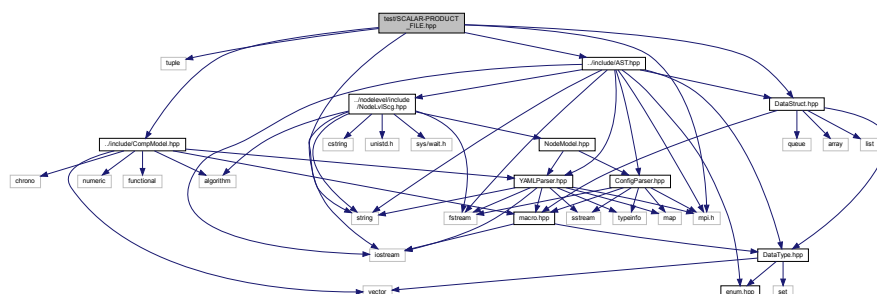 test/SCALAR-PRODUCT
_FILE.hpp
tuple
../include/AST.hpp
../nodelevel/include
/NodeLvlScg.hpp
DataStruct.hpp
../include/CompModel.hpp
cstring
unistd.h
sys/wait.h
NodeModel.hpp
queue
array
list
chrono
numeric
functional
algorithm
YAMLParser.hpp
ConfigParser.hpp
string
fstream
macro.hpp
sstream
typeinfo
map
mpi.h
iostream
DataType.hpp
vector
enum.hpp
set